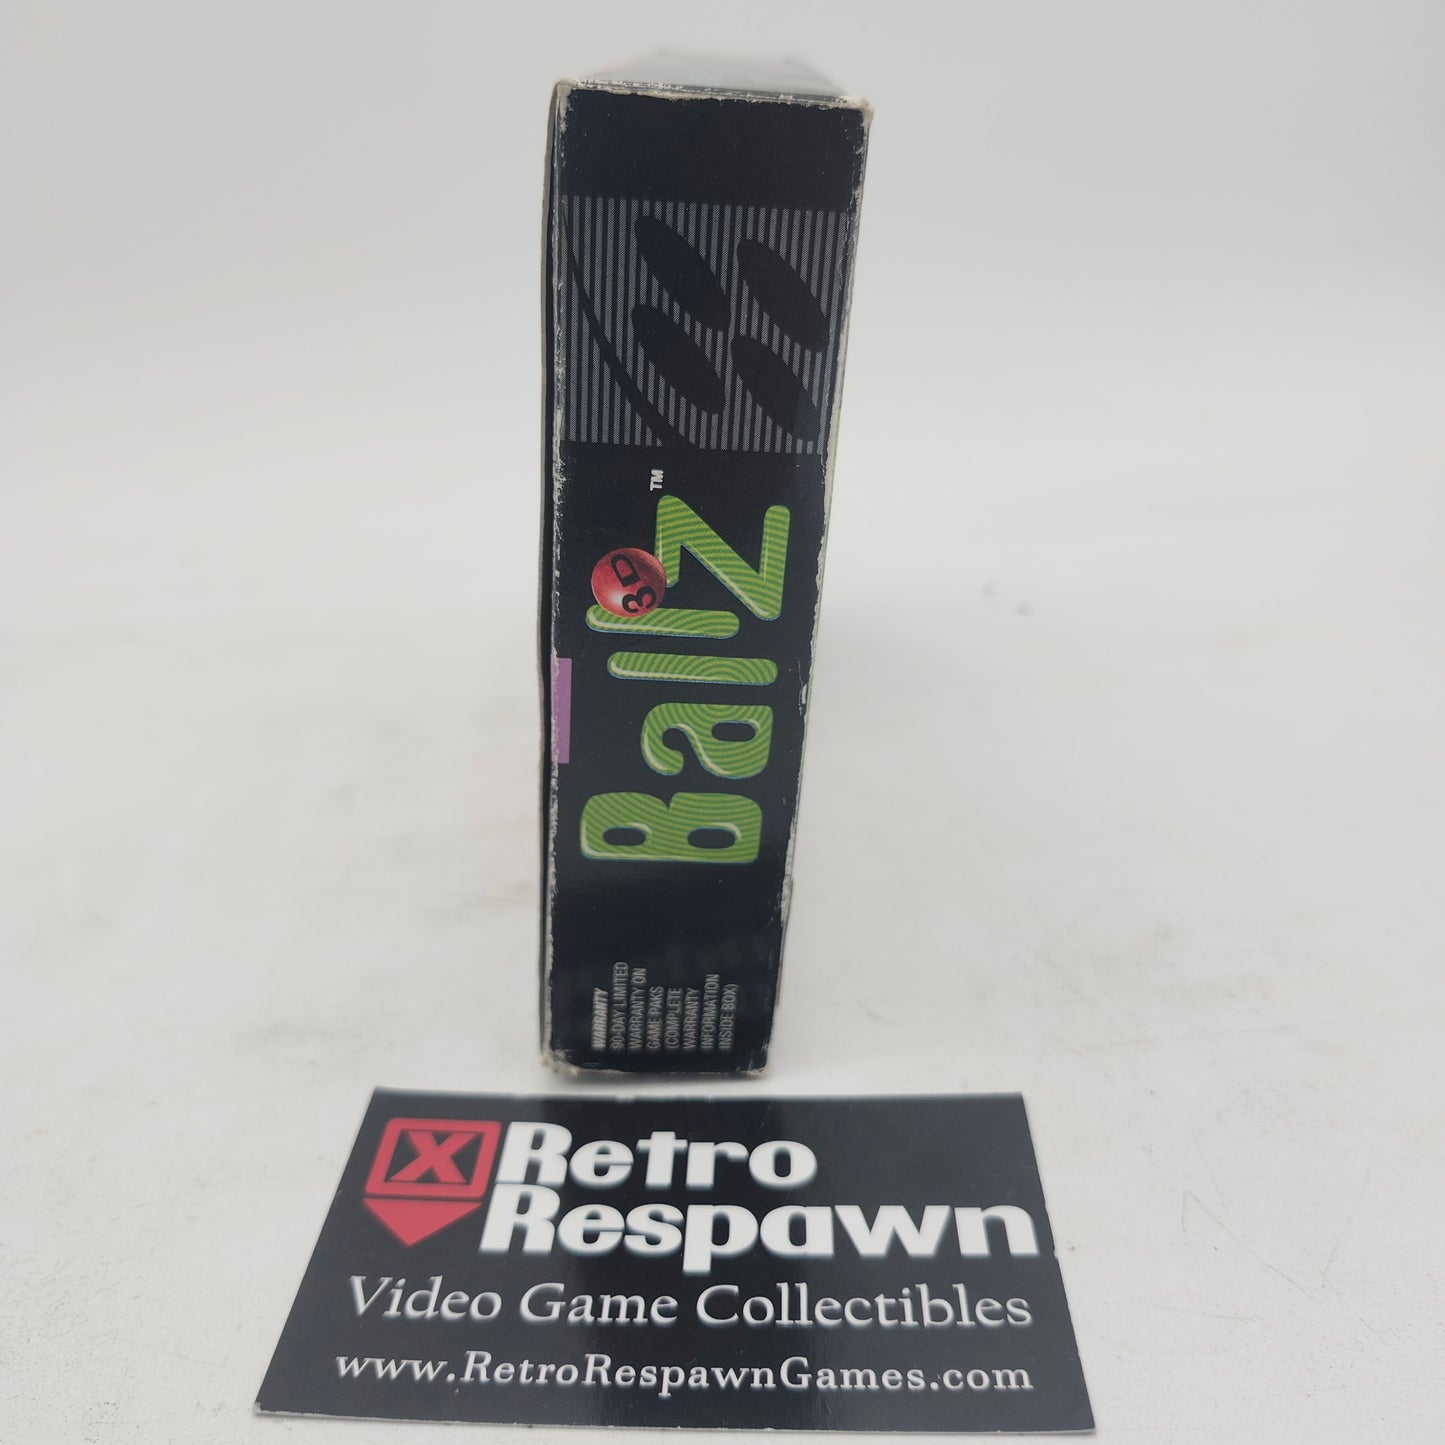 Ballz
3D
™
WARRANTY
90-DAY LIMITED
WARRANTY ON
GAME PAKS
(COMPLETE
WARRANTY
INFORMATION
INSIDE BOX)
X Retro
Respawn
Video Game Collectibles
www.RetroRespawnGames.com